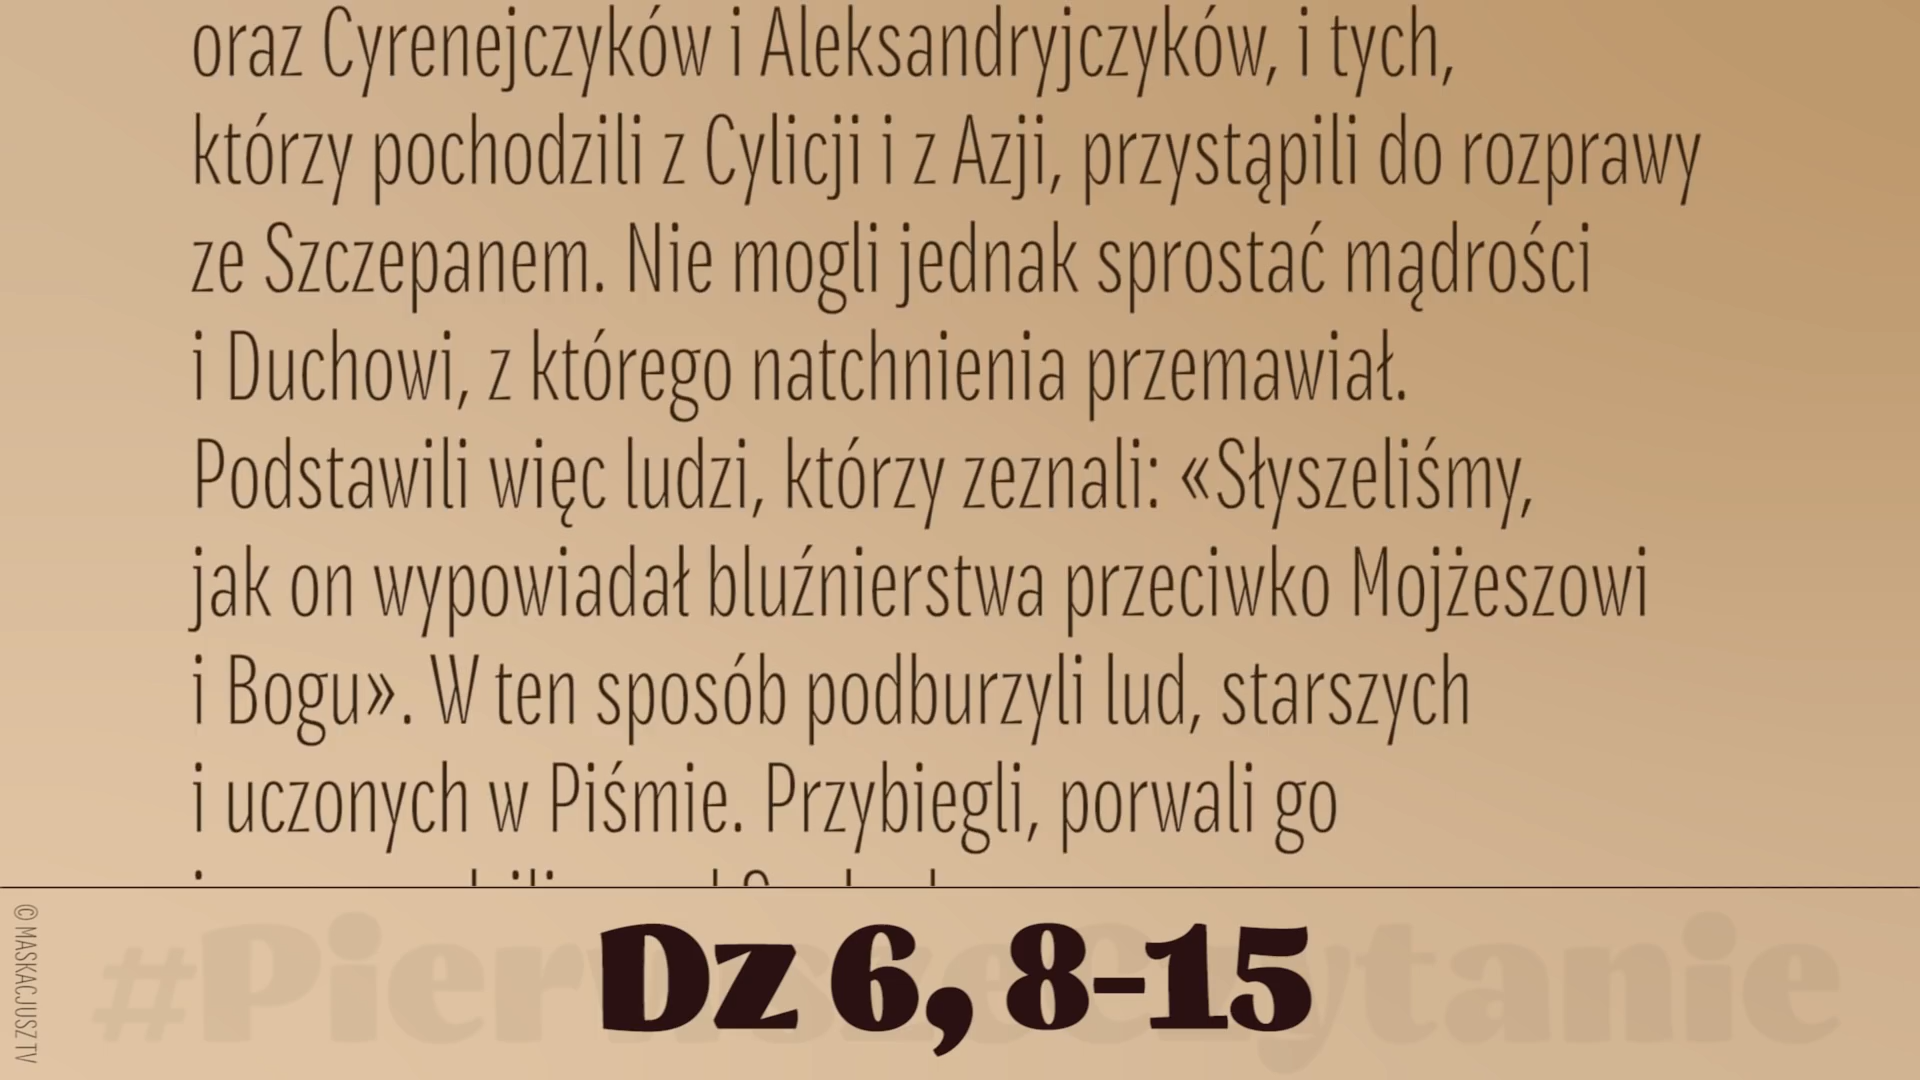 oraz Cyrenejczyków i Aleksandryjczyków, i tych,
którzy pochodzili z Cylicji i z Azji, przystąpili do rozprawy
ze Szczepanem. Nie mogli jednak sprostać mądrości
i Duchowi, z którego natchnienia przemawiał.
Podstawili więc ludzi, którzy zeznali: «Słyszeliśmy,
jak on wypowiadał bluźnierstwa przeciwko Mojżeszowi
i Bogu». W ten sposób podburzyli lud, starszych
i uczonych w Piśmie. Przybiegli, porwali go
#PierwszeCzytanie
Dz 6, 8-15
© MASKACJUSZ TV